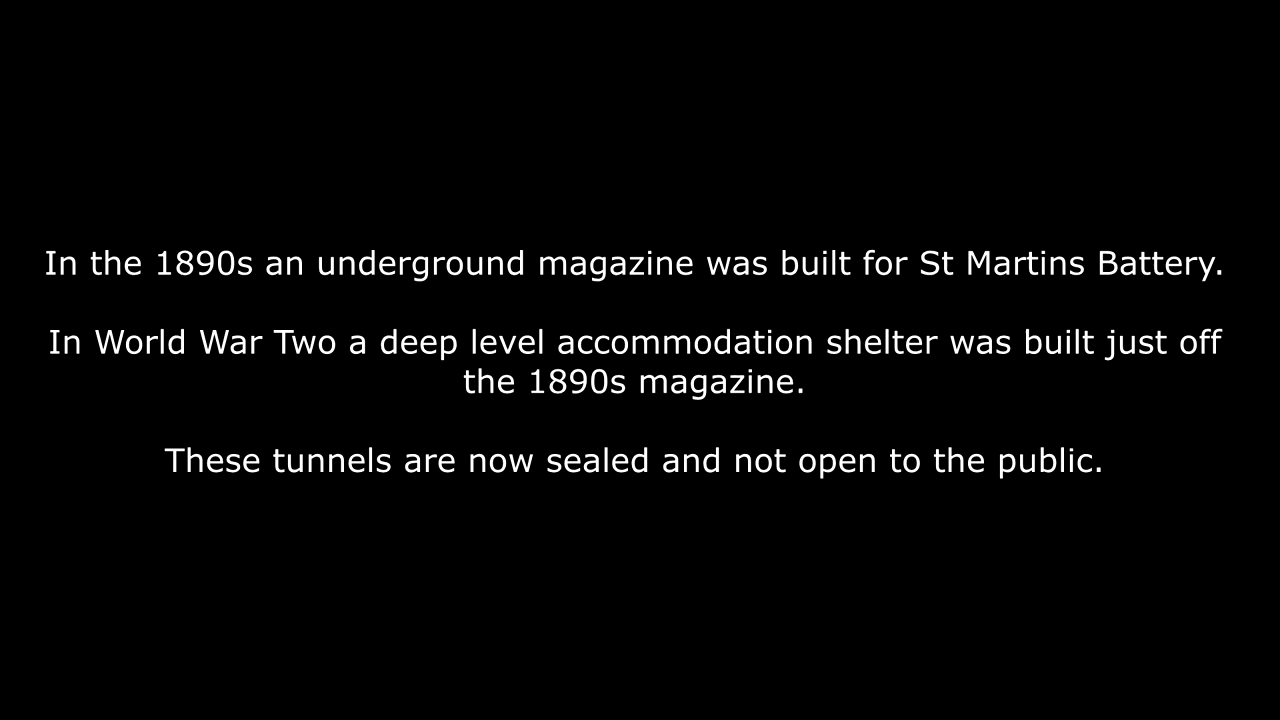 In the 1890s an underground magazine was built for St Martins Battery.
In World War Two a deep level accommodation shelter was built just off
the 1890s magazine.
These tunnels are now sealed and not open to the public.